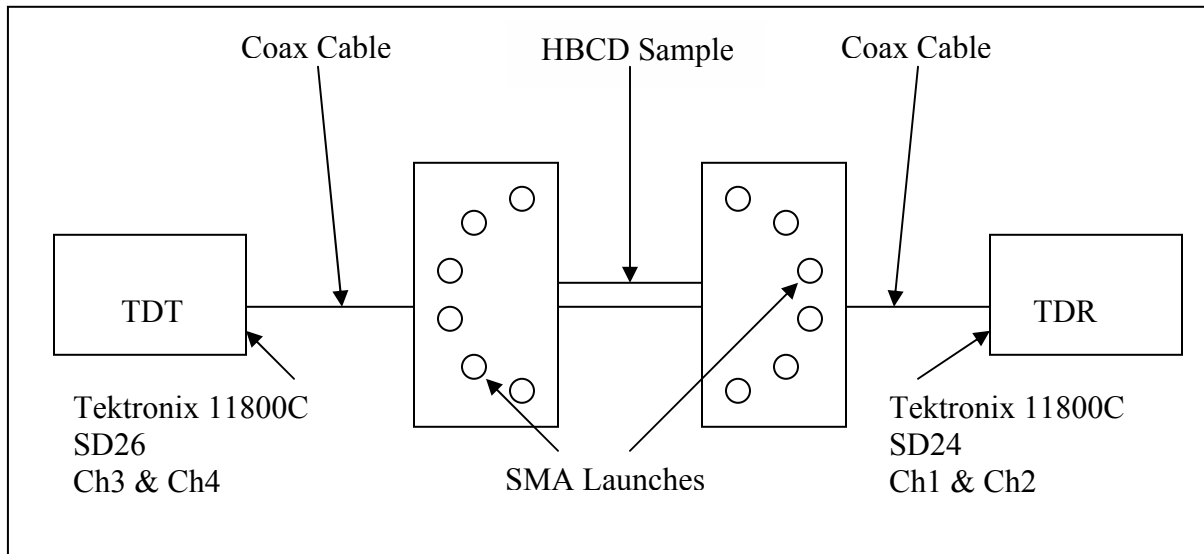 Coax Cable
HBCD Sample
Coax Cable
TDT
TDR
Tektronix 11800C
SD26
Ch3 & Ch4
SMA Launches
Tektronix 11800C
SD24
Ch1 & Ch2